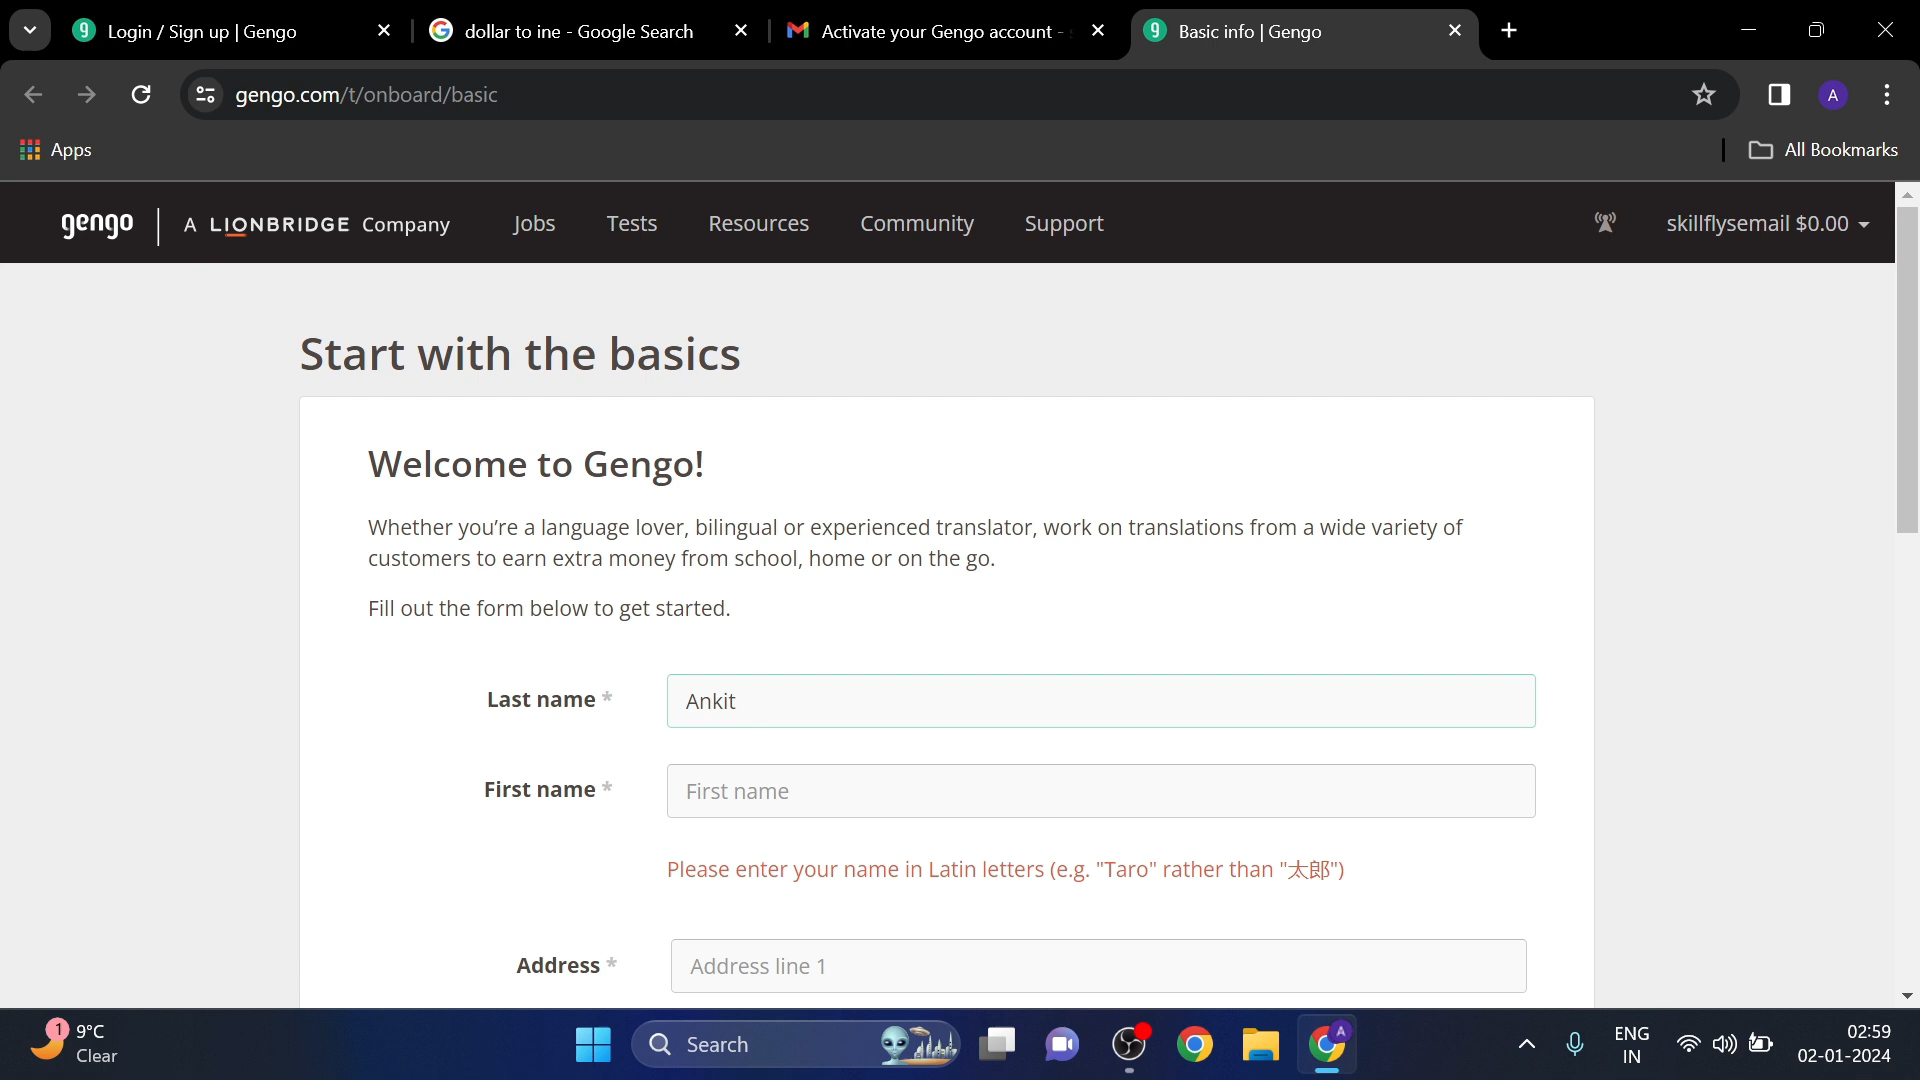 Login / Sign up | Gengo
dollar to ine - Google Search
Activate your Gengo account -
Basic info | Gengo
gengo.com/t/onboard/basic
A
Apps
All Bookmarks
gengo
A LIONBRIDGE Company
Jobs
Tests
Resources
Community
Support
skillflysemail $0.00
Start with the basics
Welcome to Gengo!
Whether you're a language lover, bilingual or experienced translator, work on translations from a wide variety of
customers to earn extra money from school, home or on the go.
Fill out the form below to get started.
Last name *
Ankit
First name *
First name
Please enter your name in Latin letters (e.g. "Taro" rather than "太郎")
Address *
Address line 1
1
9°C
Clear
Search
A
ENG
IN
02:59
02-01-2024